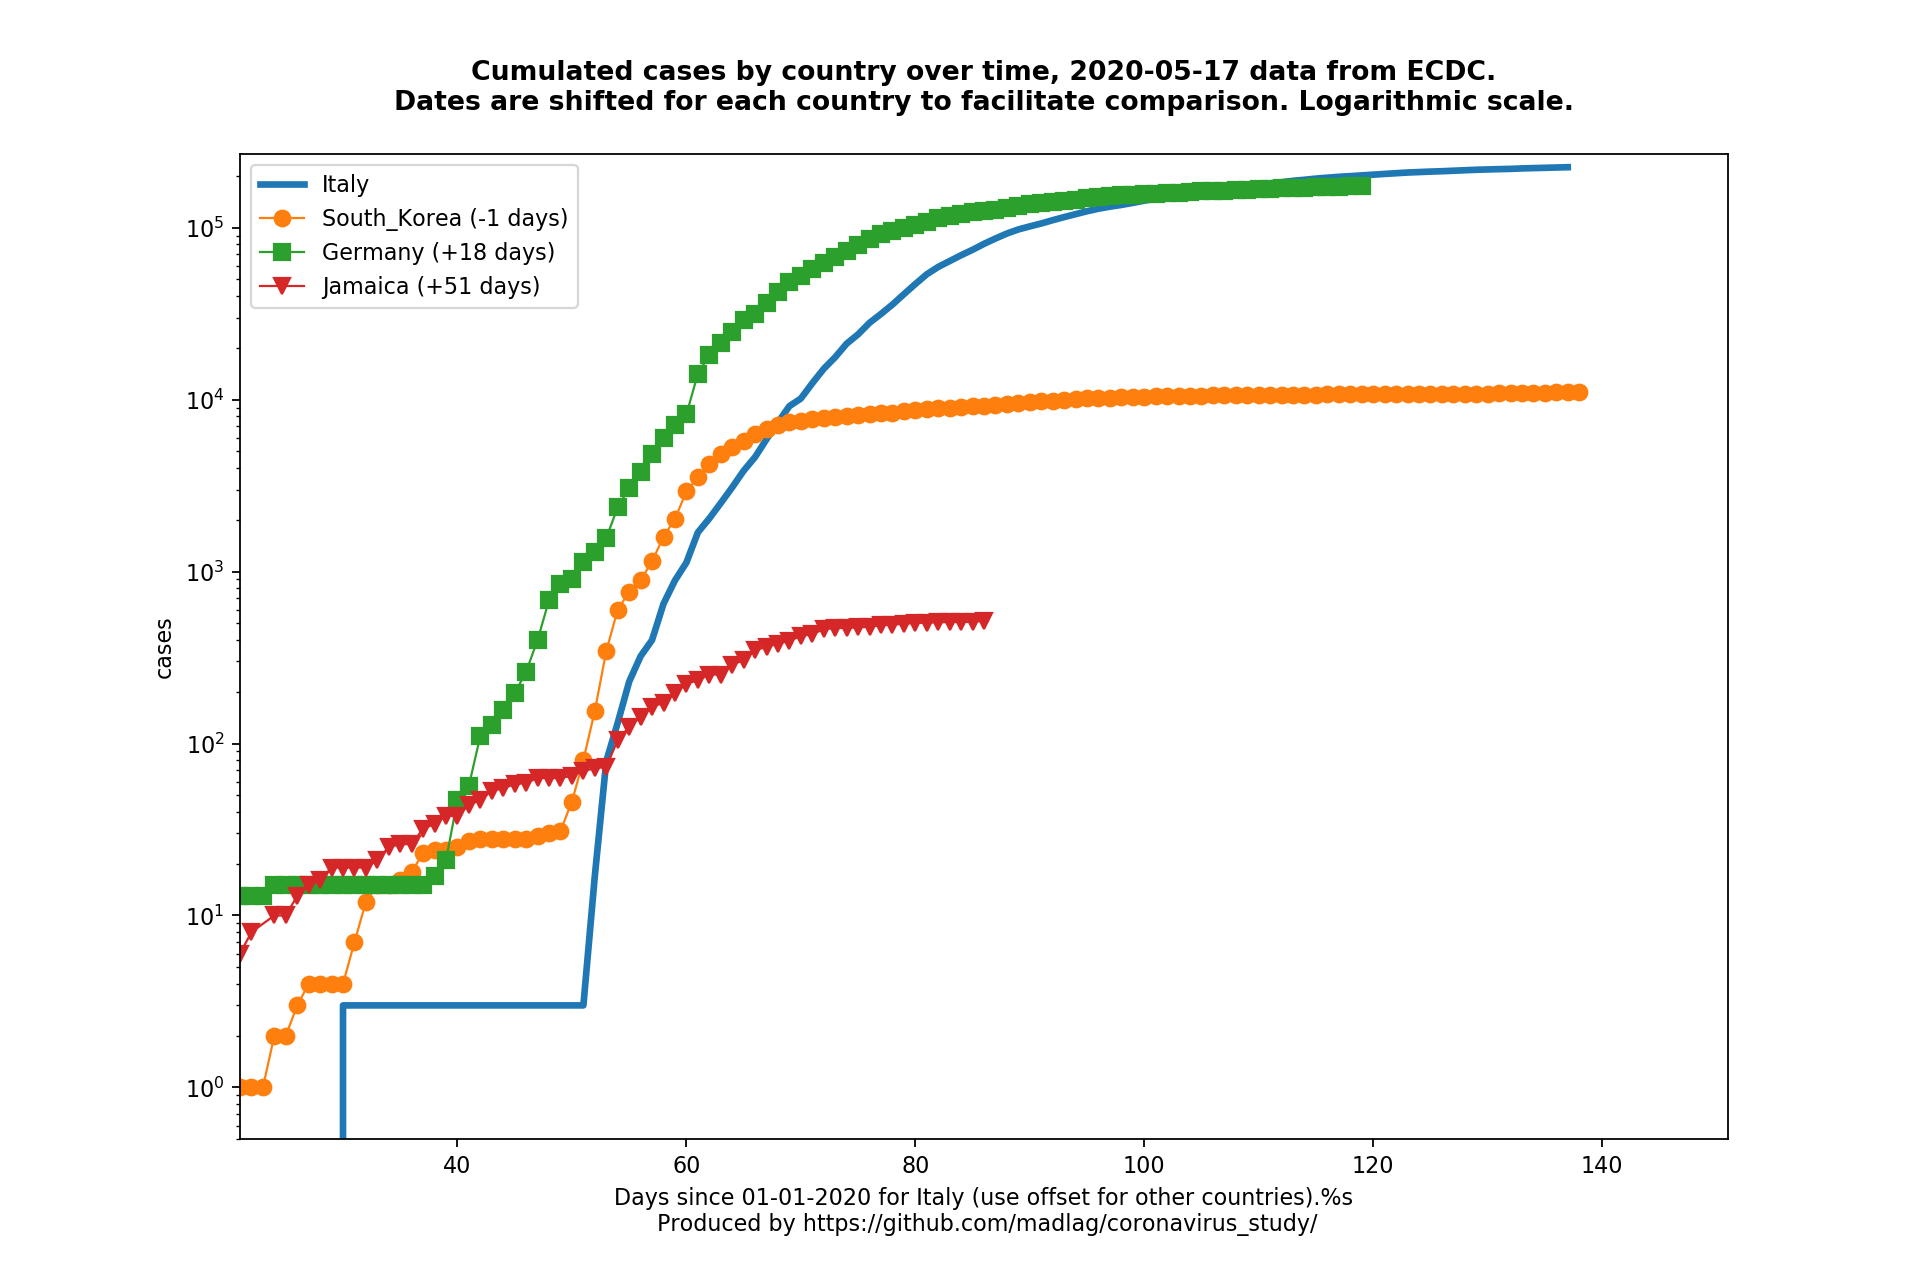 Cumulated cases by country over time, 2020-05-17 data from ECDC.
Dates are shifted for each country to facilitate comparison. Logarithmic scale.
Italy
South_Korea (-1 days)
Germany (+18 days)
Jamaica (+51 days)
10^5
10^4
10^3
10^2
10^1
10^0
cases
40 60 80 100 120 140
Days since 01-01-2020 for Italy (use offset for other countries).%s
Produced by https://github.com/madlag/coronavirus_study/